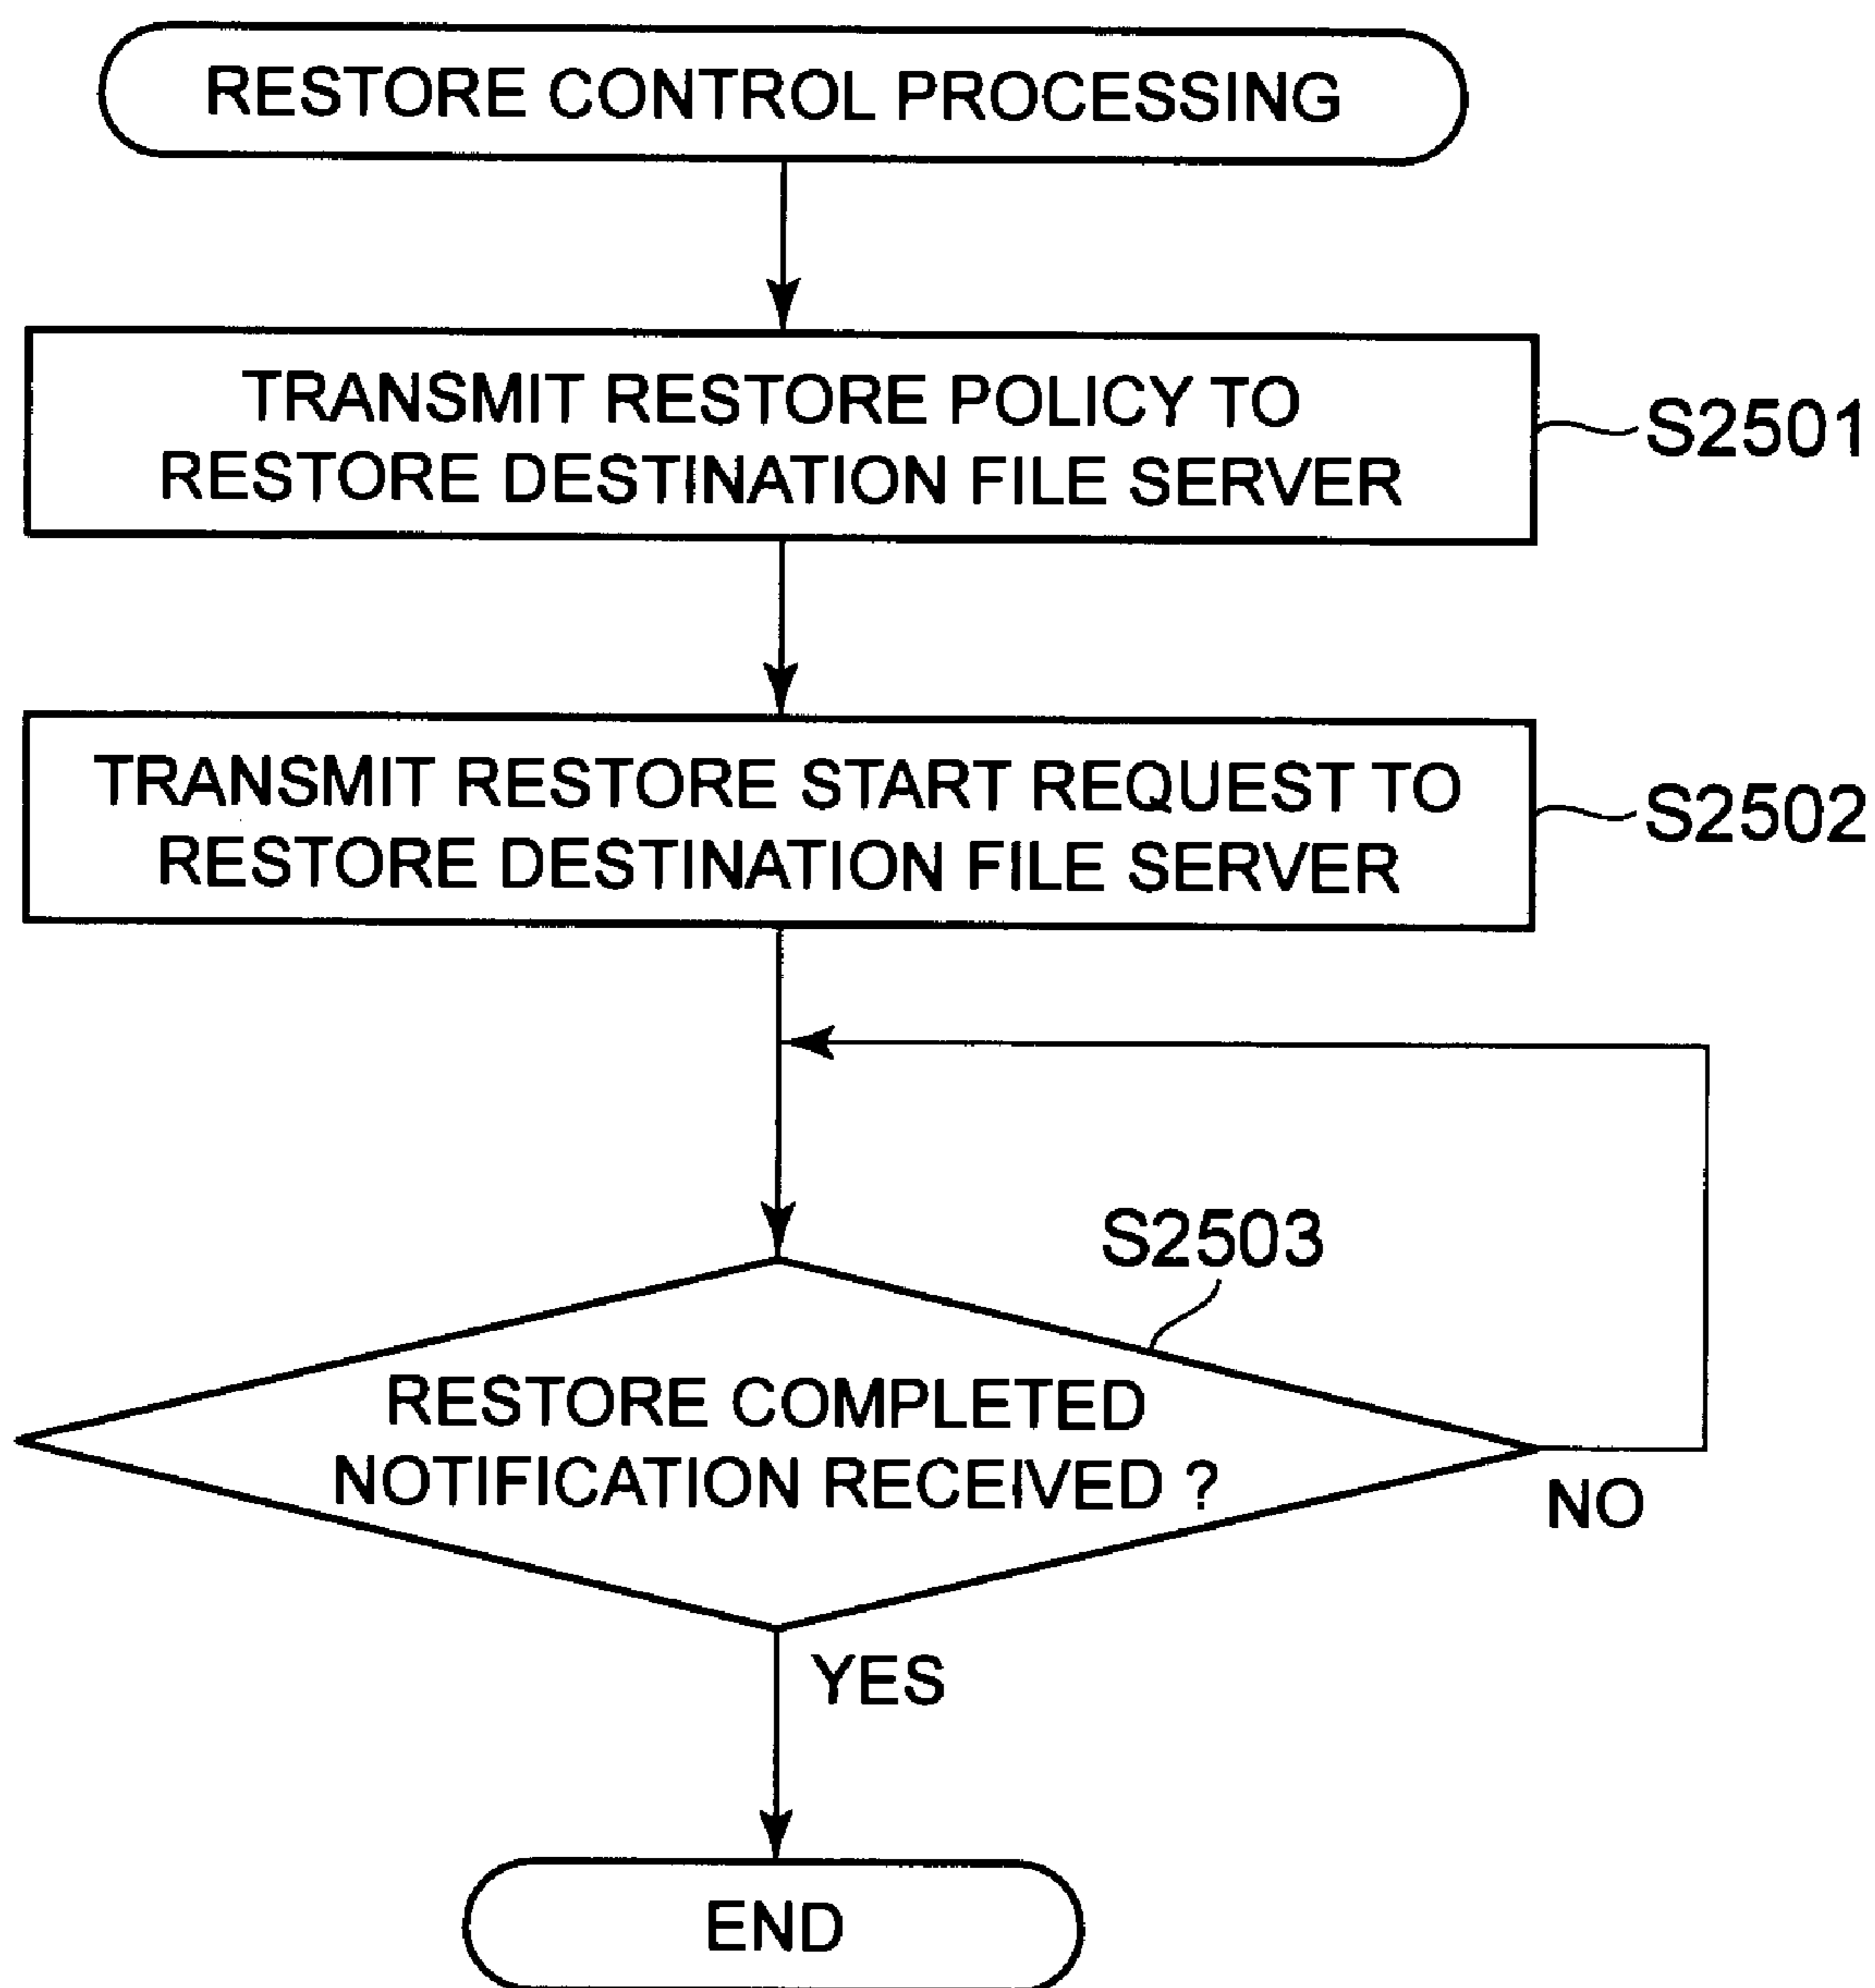 RESTORE CONTROL PROCESSING
TRANSMIT RESTORE POLICY TO
RESTORE DESTINATION FILE SERVER
S2501
TRANSMIT RESTORE START REQUEST TO
RESTORE DESTINATION FILE SERVER
S2502
S2503
RESTORE COMPLETED
NOTIFICATION RECEIVED ?
NO
YES
END